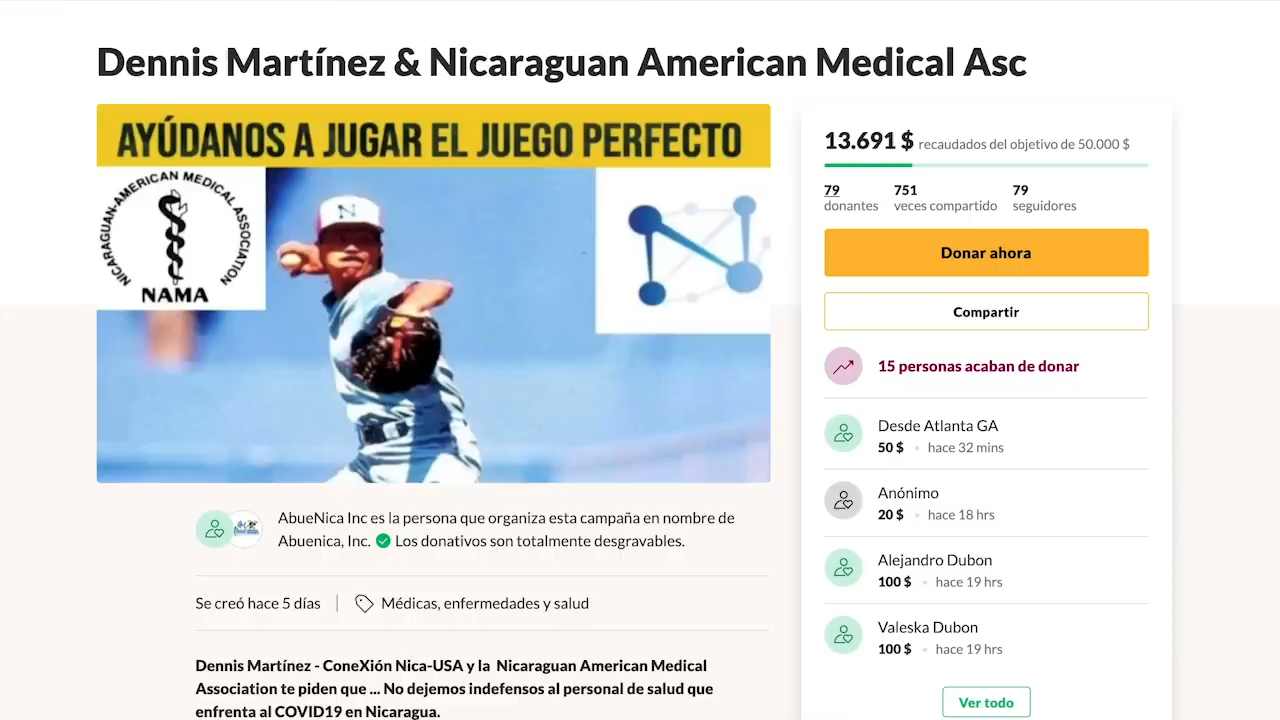 Dennis Martínez & Nicaraguan American Medical Asc
AYÚDANOS A JUGAR EL JUEGO PERFECTO
NICARAGUAN-AMERICAN MEDICAL ASSOCIATION
NAMA
N
13.691 $ recaudados del objetivo de 50.000 $
79 751 79
donantes veces compartido seguidores
Donar ahora
Compartir
15 personas acaban de donar
Desde Atlanta GA
50 $ • hace 32 mins
Anónimo
20 $ • hace 18 hrs
Alejandro Dubon
100 $ • hace 19 hrs
Valeska Dubon
100 $ • hace 19 hrs
Ver todo
AbueNica Inc es la persona que organiza esta campaña en nombre de
Abuenica, Inc. Los donativos son totalmente desgravables.
Se creó hace 5 días | Médicas, enfermedades y salud
Dennis Martínez - ConeXión Nica-USA y la Nicaraguan American Medical
Association te piden que ... No dejemos indefensos al personal de salud que
enfrenta al COVID19 en Nicaragua.